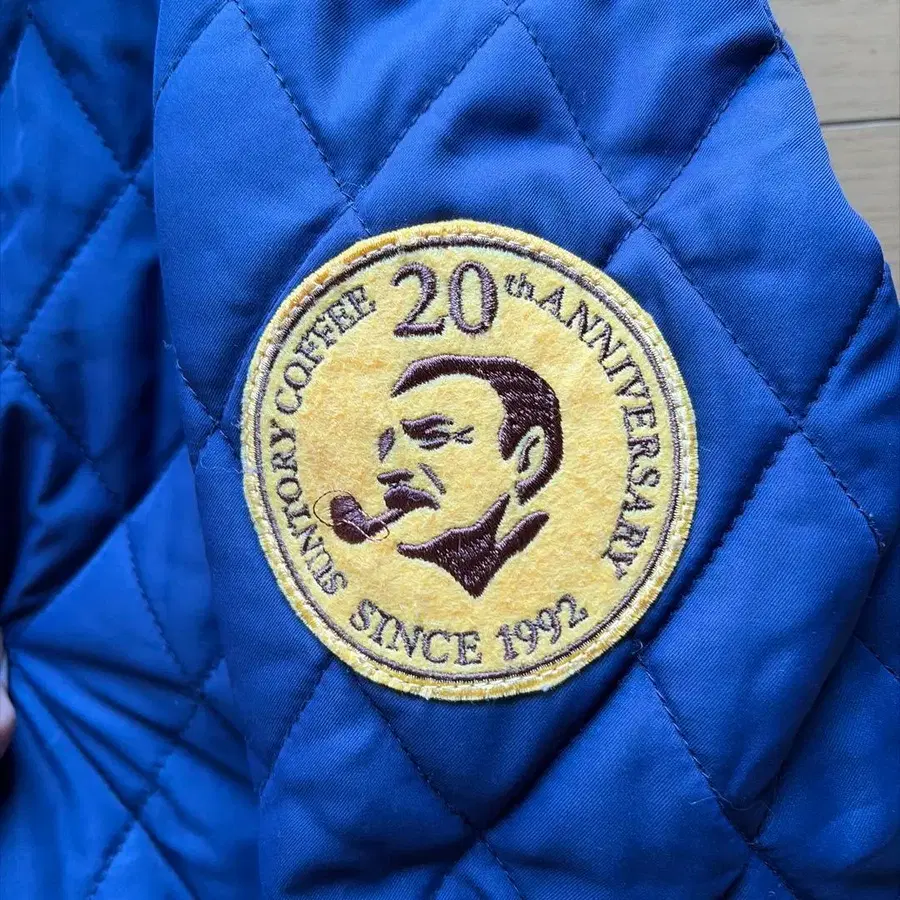 SUNTORY COFFEE 20th ANNIVERSARY
SINCE 1992